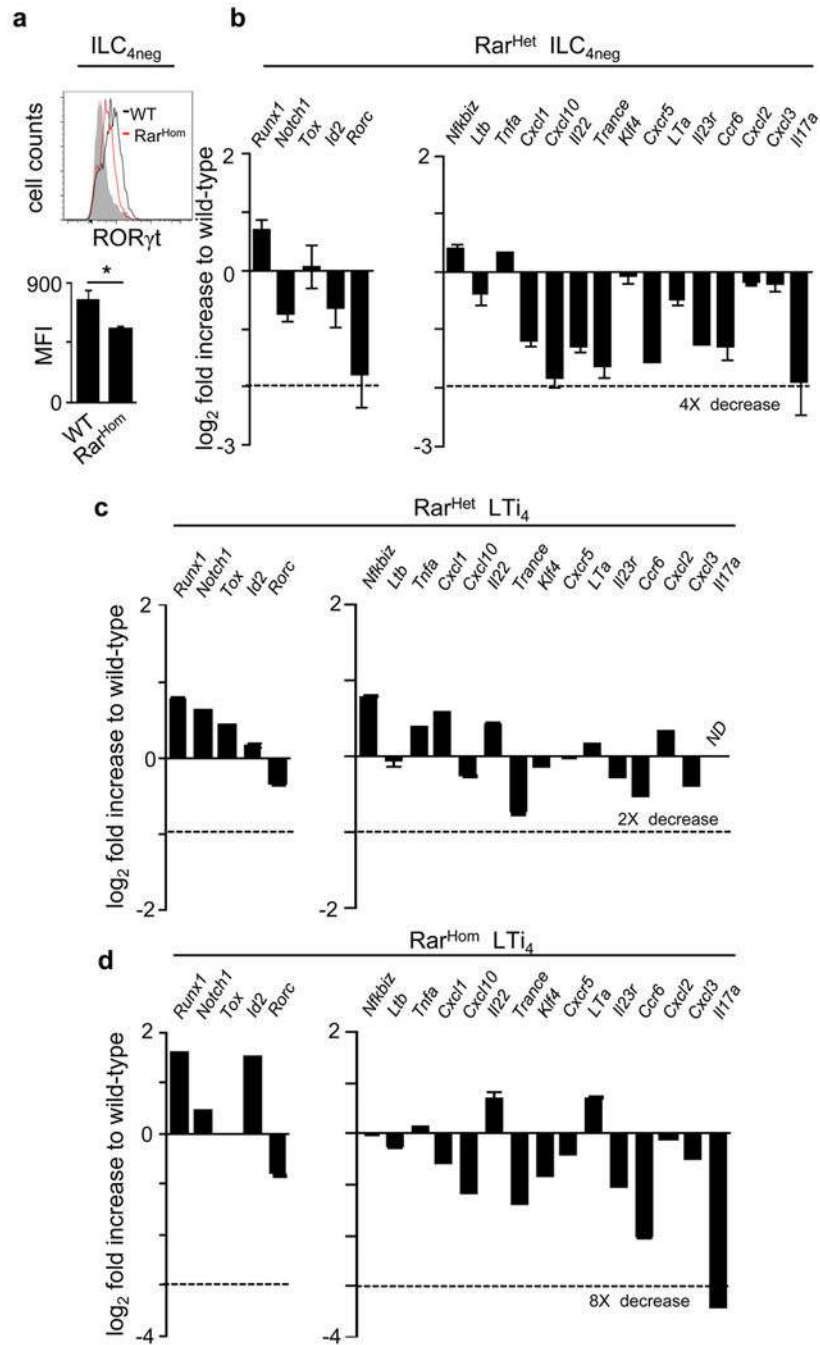 a
ILC4neg
WT
RarHom
cell counts
RORγt
*
900
0
MFI
WT
RarHom
b
RarHet ILC4neg
Runx1
Notch1
Tox
Id2
Rorc
Nfkbiz
Ltb
Tnfa
Cxcl1
Cxcl10
Il22
Trance
Klf4
Cxcr5
LTa
Il23r
Ccr6
Cxcl2
Cxcl3
Il17a
log2 fold increase to wild-type
2
0
-3
2
-3
4X decrease
c
RarHet LTi4
Runx1
Notch1
Tox
Id2
Rorc
Nfkbiz
Ltb
Tnfa
Cxcl1
Cxcl10
Il22
Trance
Klf4
Cxcr5
LTa
Il23r
Ccr6
Cxcl2
Cxcl3
Il17a
log2 fold increase to wild-type
2
0
-2
2
0
-2
ND
2X decrease
RarHom LTi4
d
Runx1
Notch1
Tox
Id2
Rorc
Nfkbiz
Ltb
Tnfa
Cxcl1
Cxcl10
Il22
Trance
Klf4
Cxcr5
LTa
Il23r
Ccr6
Cxcl2
Cxcl3
Il17a
log2 fold increase to wild-type
2
0
-4
2
0
-4
8X decrease